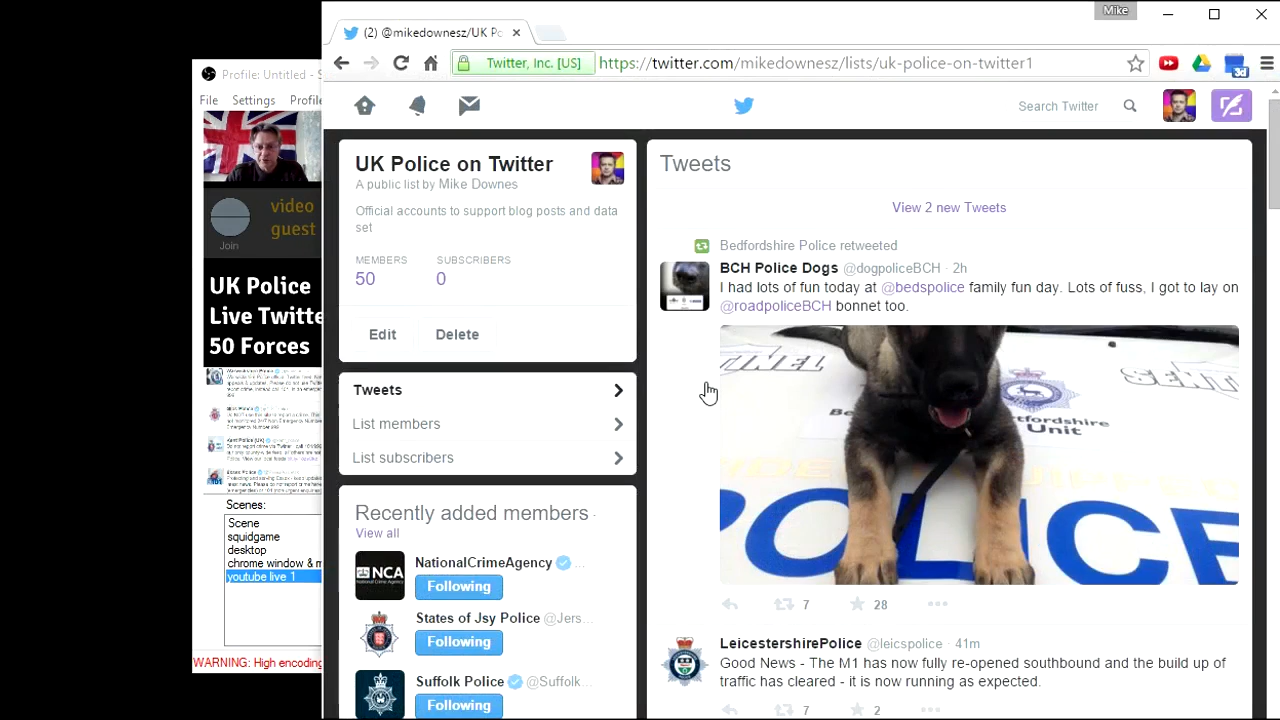 Mike
(2) @mikedownesz/UK Po
Twitter, Inc. [US]
https://twitter.com/mikedownesz/lists/uk-police-on-twitter1
3d
Profile: Untitled - S
File Settings Profile
Search Twitter
video
guest
Join
UK Police
Live Twitte
50 Forces
Scenes:
Scene
squidgame
desktop
chrome window & m
youtube live 1
WARNING: High encoding
UK Police on Twitter
A public list by Mike Downes
Official accounts to support blog posts and data
set
MEMBERS SUBSCRIBERS
50 0
Edit Delete
Tweets
List members
List subscribers
Recently added members ·
View all
NCA
NationalCrimeAgency ...
Following
States of Jsy Police @Jers...
Following
Suffolk Police @Suffolk...
Following
Tweets
View 2 new Tweets
Bedfordshire Police retweeted
BCH Police Dogs @dogpoliceBCH · 2h
I had lots of fun today at @bedspolice family fun day. Lots of fuss, I got to lay on
@roadpoliceBCH bonnet too.
POLICE
7 28
LeicestershirePolice @leicspolice · 41m
Good News - The M1 has now fully re-opened southbound and the build up of
traffic has cleared - it is now running as expected.
7 2